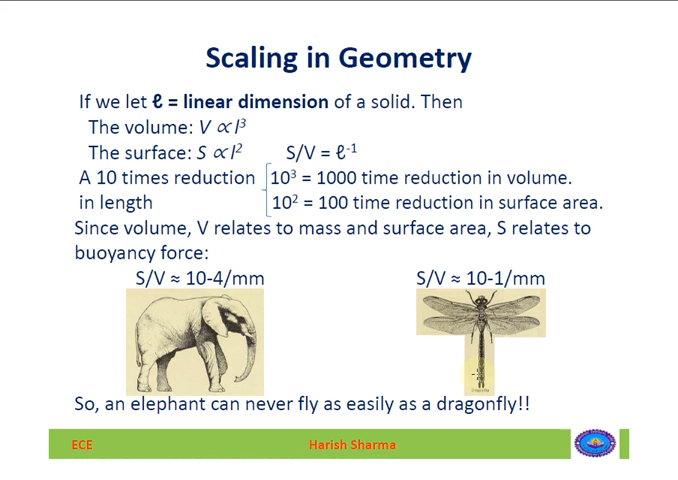 Scaling in Geometry
If we let ℓ = linear dimension of a solid. Then
The volume: V ∝ l³
The surface: S ∝ l²      S/V = ℓ⁻¹
A 10 times reduction   10³ = 1000 time reduction in volume.
in length   10² = 100 time reduction in surface area.
Since volume, V relates to mass and surface area, S relates to
buoyancy force:
S/V ≈ 10-4/mm      S/V ≈ 10-1/mm
So, an elephant can never fly as easily as a dragonfly!!
ECE      Harish Sharma